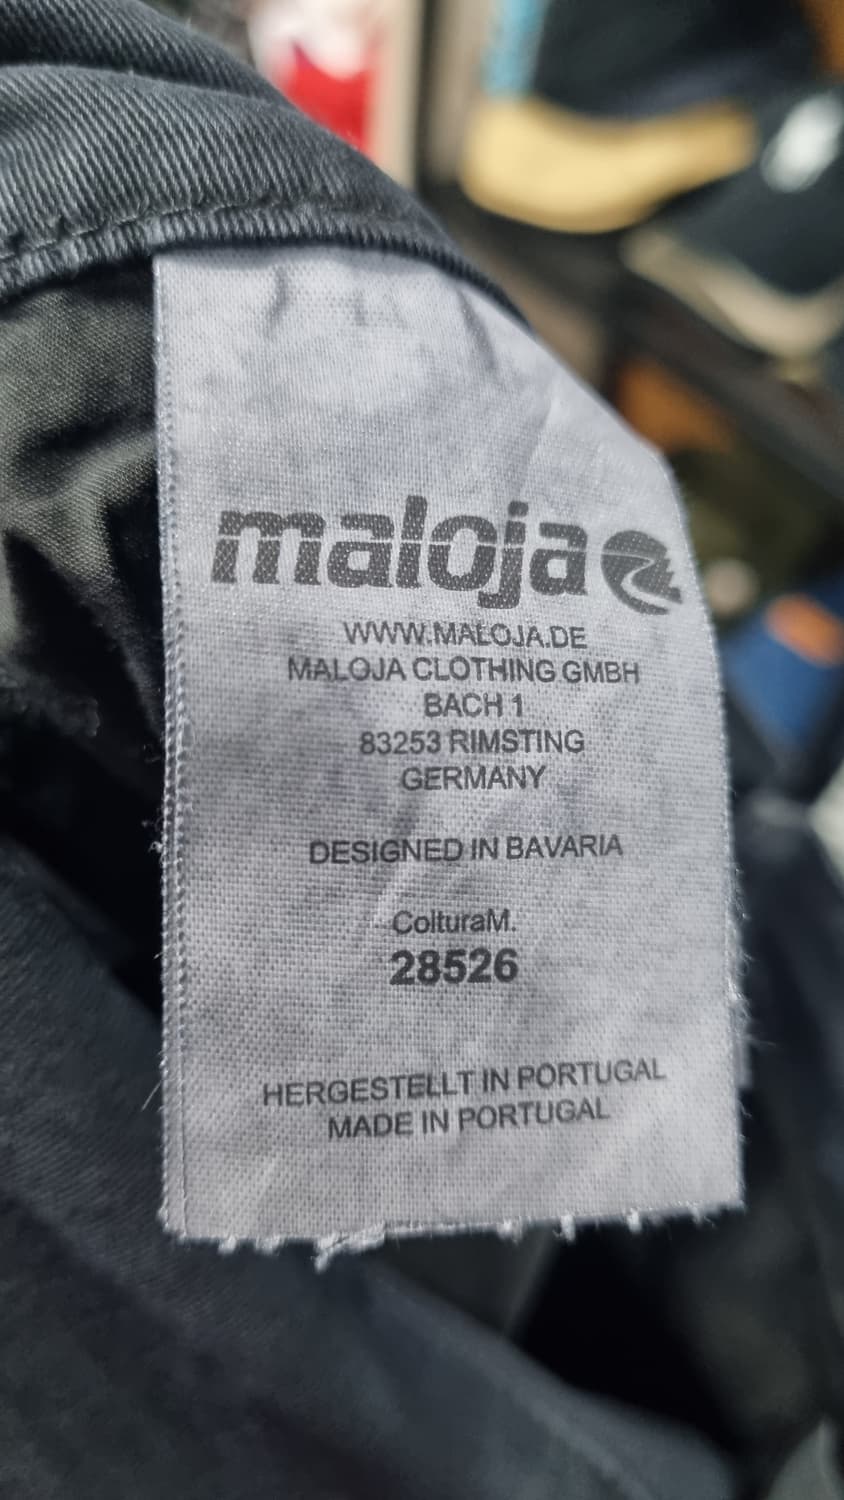 maloja
WWW.MALOJA.DE
MALOJA CLOTHING GMBH
BACH 1
83253 RIMSTING
GERMANY
DESIGNED IN BAVARIA
ColturaM.
28526
HERGESTELLT IN PORTUGAL
MADE IN PORTUGAL